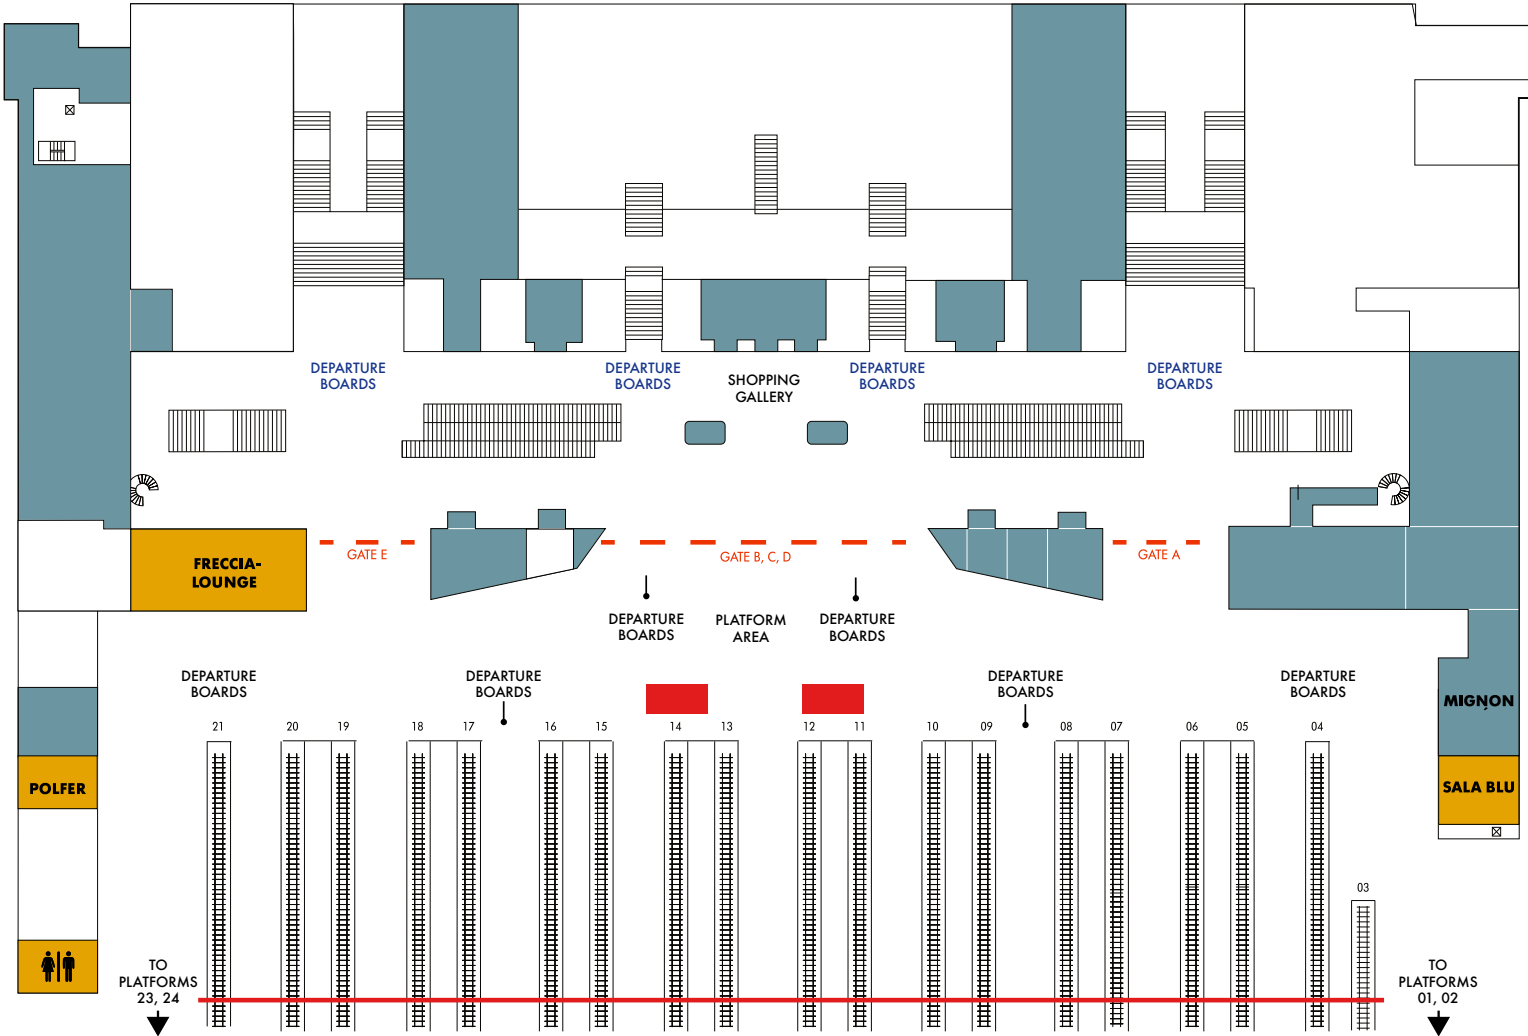 DEPARTURE
BOARDS
DEPARTURE
BOARDS
SHOPPING
GALLERY
DEPARTURE
BOARDS
DEPARTURE
BOARDS
FRECCIA-
LOUNGE
GATE E
GATE B, C, D
GATE A
DEPARTURE
BOARDS
PLATFORM
AREA
DEPARTURE
BOARDS
DEPARTURE
BOARDS
DEPARTURE
BOARDS
DEPARTURE
BOARDS
DEPARTURE
BOARDS
MIGNON
21
20
19
18
17
16
15
14
13
12
11
10
09
08
07
06
05
04
POLFER
SALA BLU
03
TO
PLATFORMS
23, 24
TO
PLATFORMS
01, 02